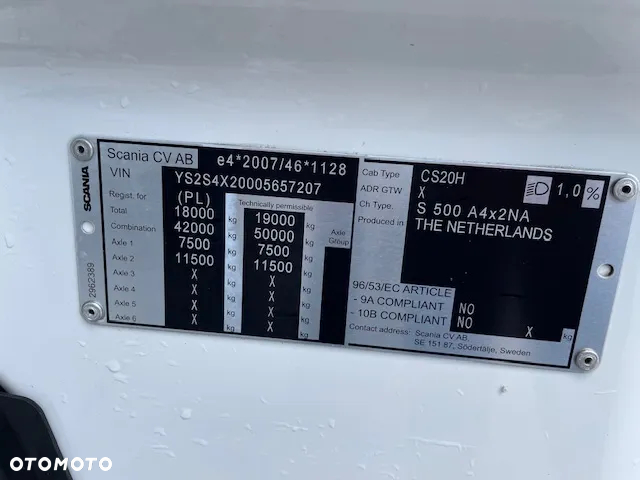 Scania CV AB e4*2007/46*1128
VIN YS2S4X20005657207
Regist. for (PL) Technically permissible
Total 18000 kg 19000 kg
Combination 42000 kg 50000 kg Axle Group
Axle 1 7500 kg 7500 kg
Axle 2 11500 kg 11500 kg
Axle 3 X kg X kg
Axle 4 X kg X kg
Axle 5 X kg X kg
Axle 6 X kg X kg
SCANIA
2962389
Cab Type CS20H 1,0 %
ADR GTW X
Ch. Type. S 500 A4x2NA
Produced in THE NETHERLANDS
96/53/EC ARTICLE
- 9A COMPLIANT NO
- 10B COMPLIANT NO X kg
Contact address: Scania CV AB,
SE 151 87, Södertälje, Sweden
OTOMOTO